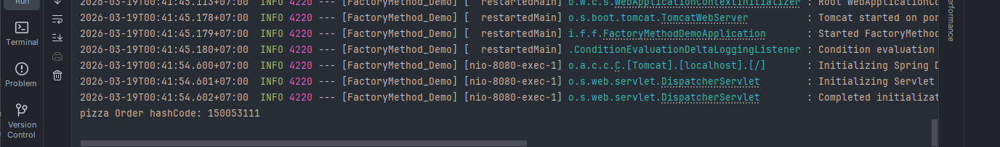 Run
Terminal
Problem
Version
Control
2026-03-19T00:41:45.113+07:00  INFO 4220 --- [FactoryMethod_Demo] [  restartedMain] b.w.c.s.WebApplicationContextInitializer : Root WebApplicationCo
2026-03-19T00:41:45.178+07:00  INFO 4220 --- [FactoryMethod_Demo] [  restartedMain] o.s.boot.tomcat.TomcatWebServer          : Tomcat started on por
2026-03-19T00:41:45.179+07:00  INFO 4220 --- [FactoryMethod_Demo] [  restartedMain] i.f.f.FactoryMethodDemoApplication       : Started FactoryMethod
2026-03-19T00:41:45.180+07:00  INFO 4220 --- [FactoryMethod_Demo] [  restartedMain] .ConditionEvaluationDeltaLoggingListener : Condition evaluation
2026-03-19T00:41:54.600+07:00  INFO 4220 --- [FactoryMethod_Demo] [nio-8080-exec-1] o.a.c.c.C.[Tomcat].[localhost].[/]       : Initializing Spring D
2026-03-19T00:41:54.601+07:00  INFO 4220 --- [FactoryMethod_Demo] [nio-8080-exec-1] o.s.web.servlet.DispatcherServlet        : Initializing Servlet
2026-03-19T00:41:54.602+07:00  INFO 4220 --- [FactoryMethod_Demo] [nio-8080-exec-1] o.s.web.servlet.DispatcherServlet        : Completed initializat
pizza Order hashCode: 150053111
erformance